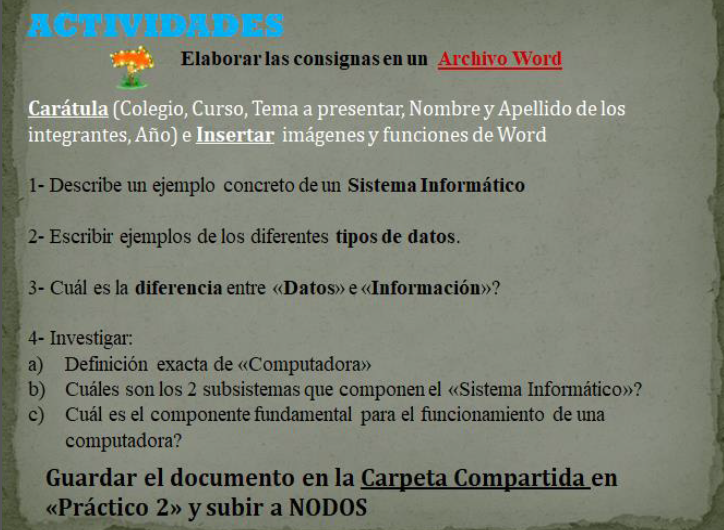 ACTIVIDADES
Elaborar las consignas en un Archivo Word
Carátula (Colegio, Curso, Tema a presentar, Nombre y Apellido de los
integrantes, Año) e Insertar imágenes y funciones de Word
1- Describe un ejemplo concreto de un Sistema Informático
2- Escribir ejemplos de los diferentes tipos de datos.
3- Cuál es la diferencia entre «Datos» e «Información»?
4- Investigar:
a) Definición exacta de «Computadora»
b) Cuáles son los 2 subsistemas que componen el «Sistema Informático»?
c) Cuál es el componente fundamental para el funcionamiento de una
computadora?
Guardar el documento en la Carpeta Compartida en
«Práctico 2» y subir a NODOS